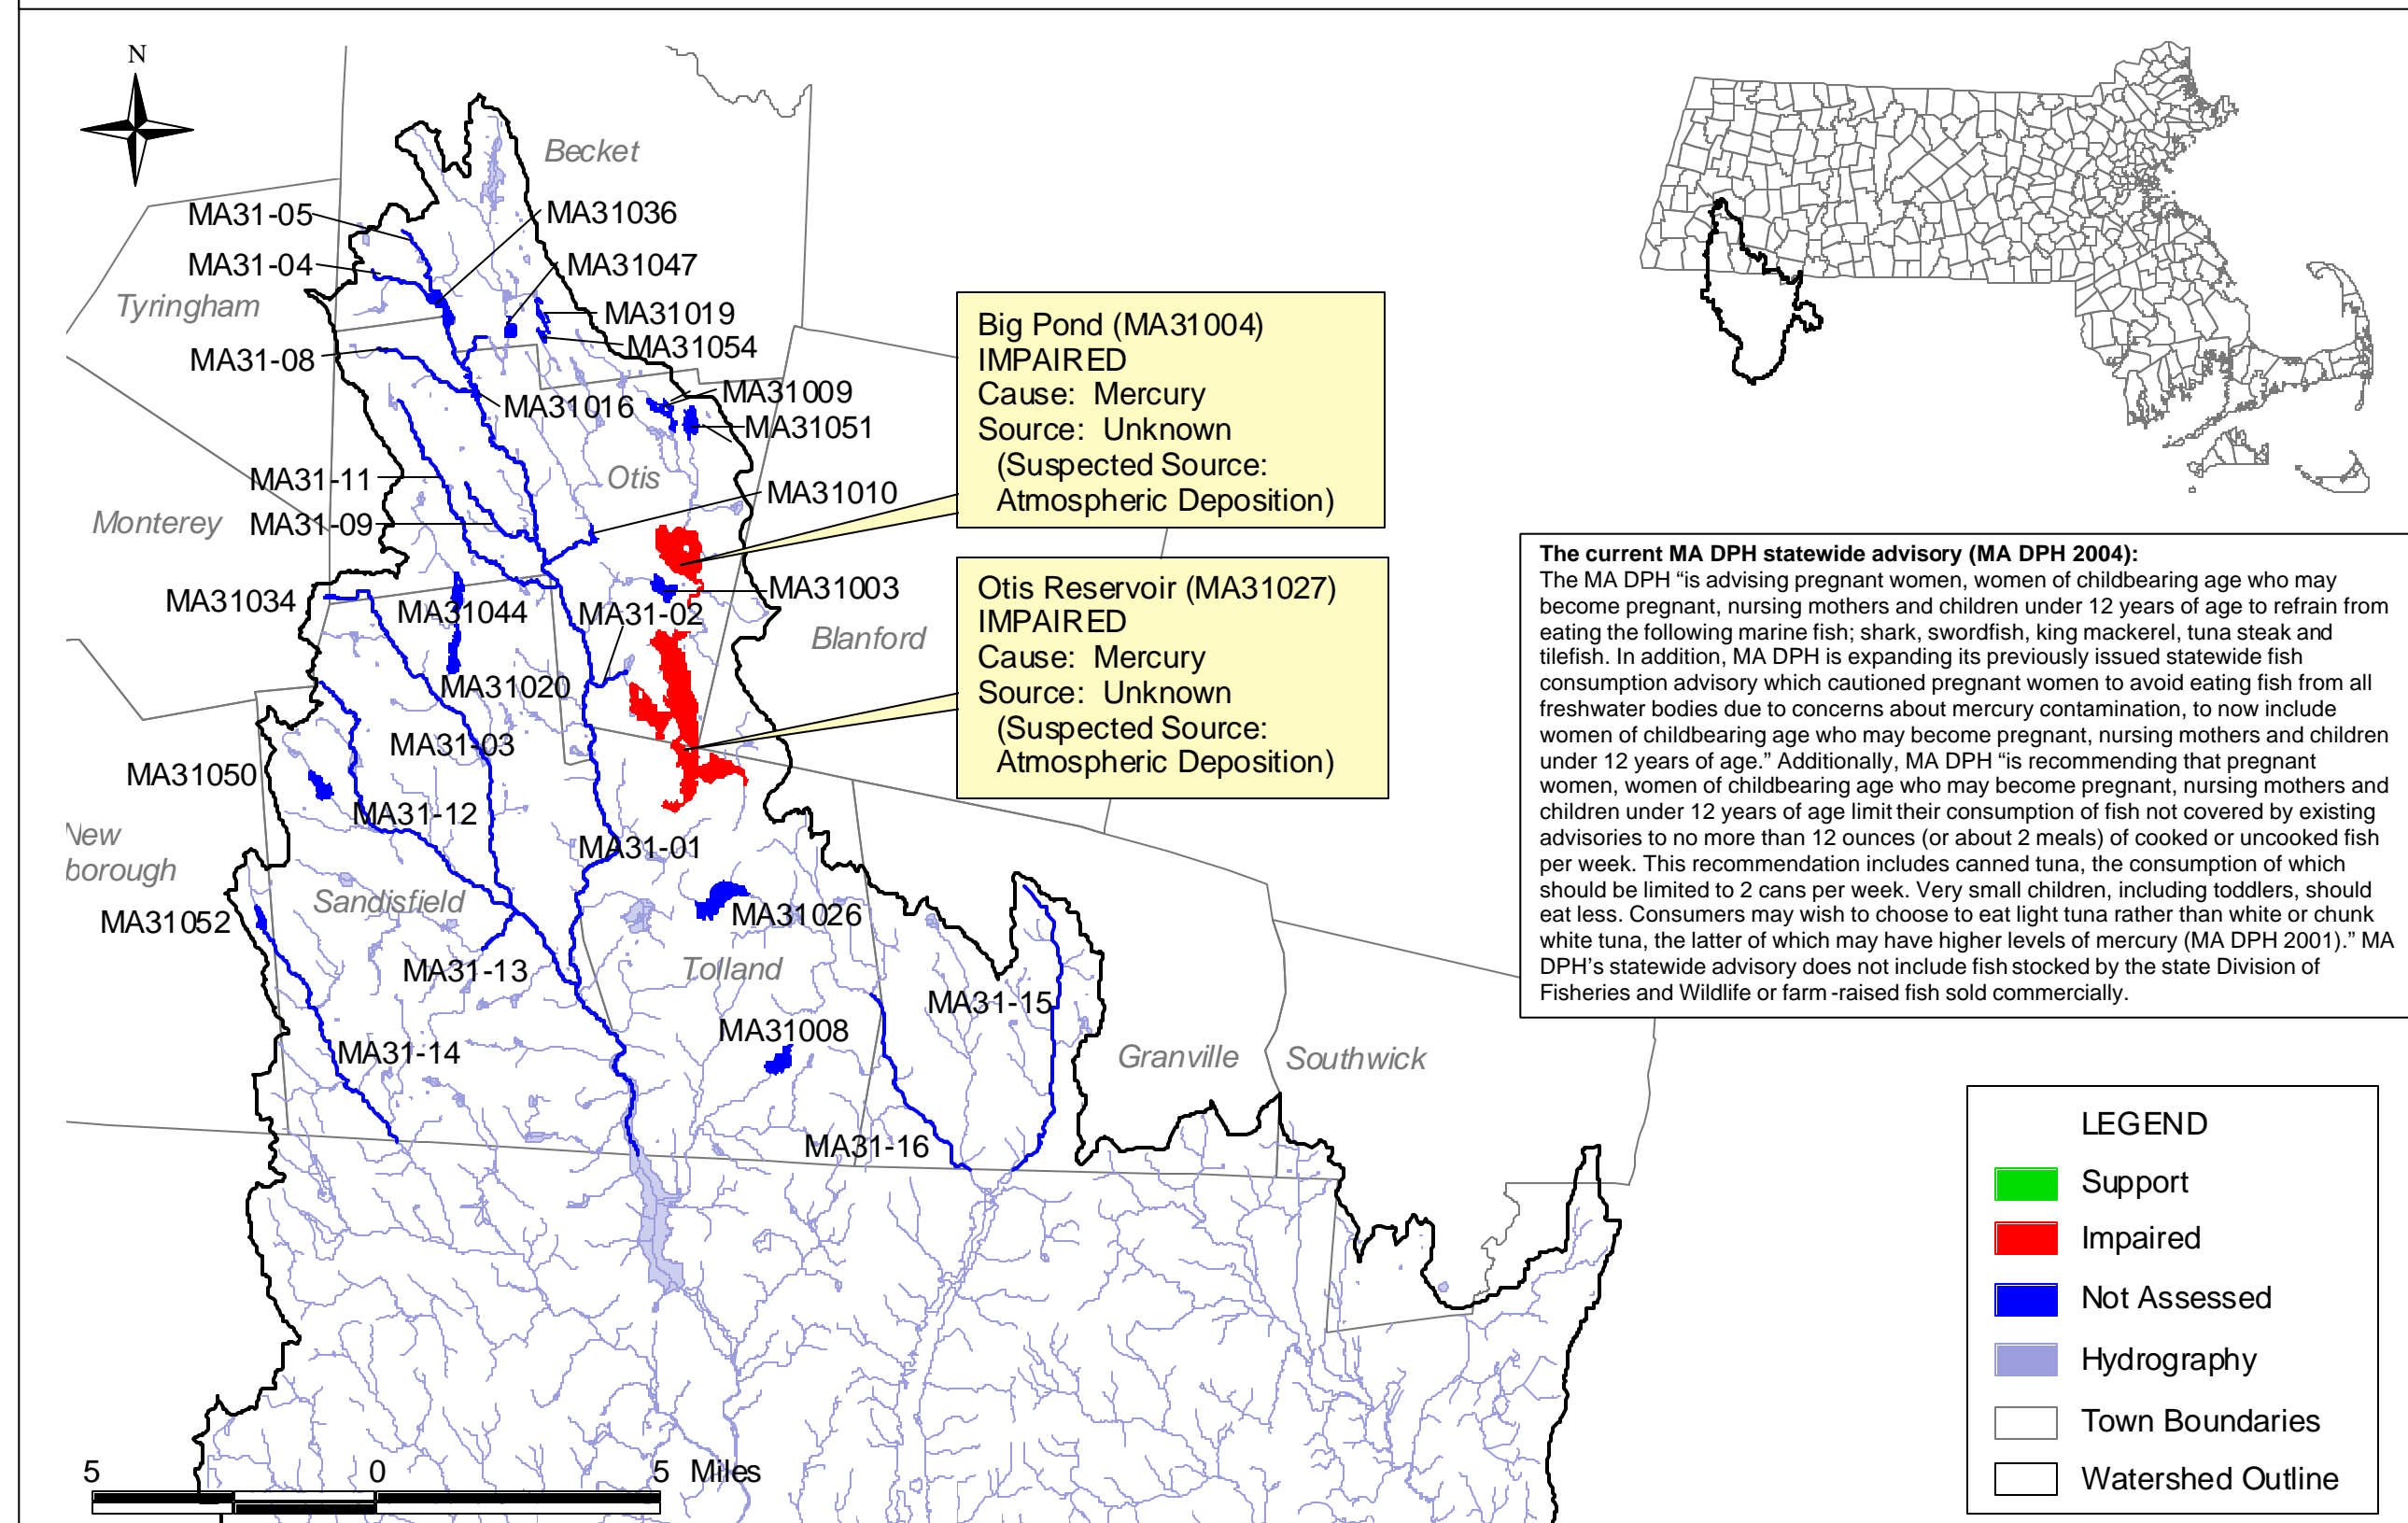 N
Becket
MA31-05
MA31036
MA31-04
MA31047
Tyringham
MA31019
MA31054
MA31-08
MA31009
MA31016
MA31051
MA31-11
Otis
MA31010
Monterey
MA31-09
MA31003
MA31034
MA31044
MA31-02
Blanford
MA31020
MA31-03
MA31050
MA31-12
New
borough
MA31-01
Sandisfield
MA31052
MA31026
MA31-13
Tolland
MA31-15
MA31008
MA31-14
Granville
Southwick
MA31-16
5 0 5 Miles
Big Pond (MA31004)
IMPAIRED
Cause: Mercury
Source: Unknown
(Suspected Source:
Atmospheric Deposition)
Otis Reservoir (MA31027)
IMPAIRED
Cause: Mercury
Source: Unknown
(Suspected Source:
Atmospheric Deposition)
The current MA DPH statewide advisory (MA DPH 2004):
The MA DPH “is advising pregnant women, women of childbearing age who may
become pregnant, nursing mothers and children under 12 years of age to refrain from
eating the following marine fish; shark, swordfish, king mackerel, tuna steak and
tilefish. In addition, MA DPH is expanding its previously issued statewide fish
consumption advisory which cautioned pregnant women to avoid eating fish from all
freshwater bodies due to concerns about mercury contamination, to now include
women of childbearing age who may become pregnant, nursing mothers and children
under 12 years of age.” Additionally, MA DPH “is recommending that pregnant
women, women of childbearing age who may become pregnant, nursing mothers and
children under 12 years of age limit their consumption of fish not covered by existing
advisories to no more than 12 ounces (or about 2 meals) of cooked or uncooked fish
per week. This recommendation includes canned tuna, the consumption of which
should be limited to 2 cans per week. Very small children, including toddlers, should
eat less. Consumers may wish to choose to eat light tuna rather than white or chunk
white tuna, the latter of which may have higher levels of mercury (MA DPH 2001).” MA
DPH’s statewide advisory does not include fish stocked by the state Division of
Fisheries and Wildlife or farm -raised fish sold commercially.
LEGEND
Support
Impaired
Not Assessed
Hydrography
Town Boundaries
Watershed Outline